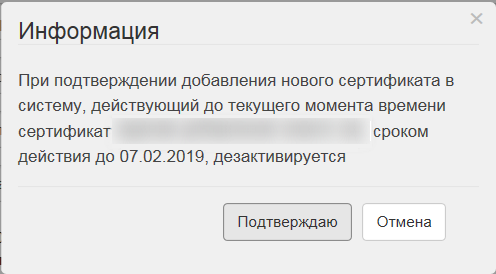 Информация
При подтверждении добавления нового сертификата в
систему, действующий до текущего момента времени
сертификат сроком
действия до 07.02.2019, дезактивируется
Подтверждаю Отмена